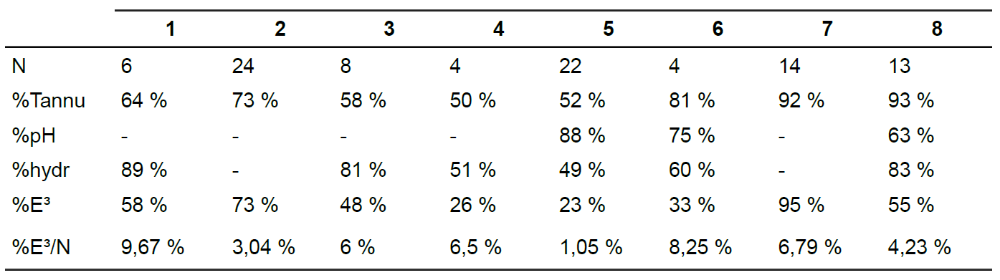 1 2 3 4 5 6 7 8
N 6 24 8 4 22 4 14 13
%Tannu 64 % 73 % 58 % 50 % 52 % 81 % 92 % 93 %
%pH - - - - 88 % 75 % - 63 %
%hydr 89 % - 81 % 51 % 49 % 60 % - 83 %
%E³ 58 % 73 % 48 % 26 % 23 % 33 % 95 % 55 %
%E³/N 9,67 % 3,04 % 6 % 6,5 % 1,05 % 8,25 % 6,79 % 4,23 %